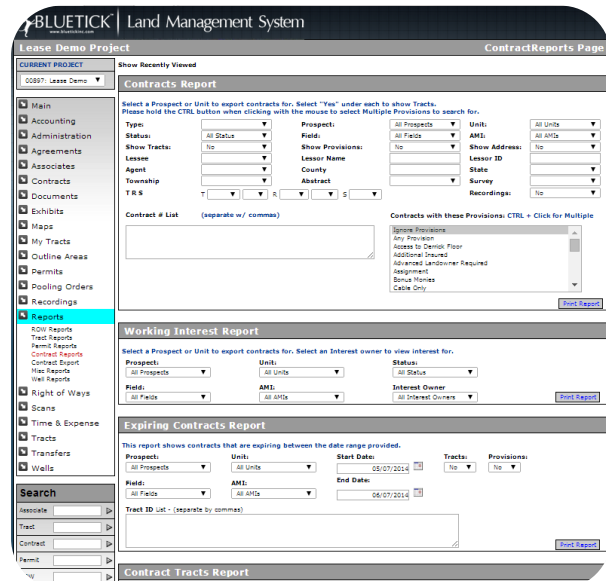 BLUETICK Land Management System
www.bluetickinc.com
Lease Demo Project ContractReports Page
CURRENT PROJECT
00897: Lease Demo
Show Recently Viewed
Main
Accounting
Administration
Agreements
Associates
Contracts
Documents
Exhibits
Maps
My Tracts
Outline Areas
Permits
Pooling Orders
Recordings
Reports
ROW Reports
Tract Reports
Permit Reports
Contract Reports
Contract Export
Misc Reports
Well Reports
Right of Ways
Scans
Time & Expense
Tracts
Transfers
Wells
Search
Associate
Tract
Contract
Permit
Contracts Report
Select a Prospect or Unit to export contracts for. Select "Yes" under each to show Tracts.
Please hold the CTRL button when clicking with the mouse to select Multiple Provisions to search for.
Type: Prospect: All Prospects Unit: All Units
Status: All Status Field: All Fields AMI: All AMIs
Show Tracts: No Show Provisions: No Show Address: No
Lessee Lessor Name Lessor ID
Agent County State
Township Abstract Survey
T R S T R S Recordings: No
Contract # List (separate w/ commas) Contracts with these Provisions: CTRL + Click for Multiple
Ignore Provisions
Any Provision
Access to Derrick Floor
Additional Insured
Advanced Landowner Required
Assignment
Bonus Monies
Cable Only
Print Report
Working Interest Report
Select a Prospect or Unit to export contracts for. Select an Interest owner to view interest for.
Prospect: Unit: Status:
All Prospects All Units All Status
Field: AMI: Interest Owner
All Fields All AMIs All Interest Owners Print Report
Expiring Contracts Report
This report shows contracts that are expiring between the date range provided.
Prospect: Unit: Start Date: Tracts: Provisions:
All Prospects All Units 05/07/2014 No No
Field: AMI: End Date:
All Fields All AMIs 06/07/2014
Tract ID List - (separate by commas)
Print Report
Contract Tracts Report